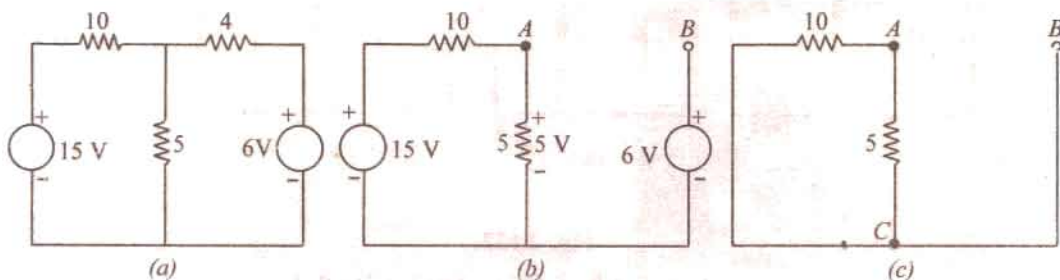 10 4 10 A B 10 A B
+ + + + +
15 V 5 6V 15 V 5 5 V 6 V 5
- - - - -
C
(a) (b) (c)